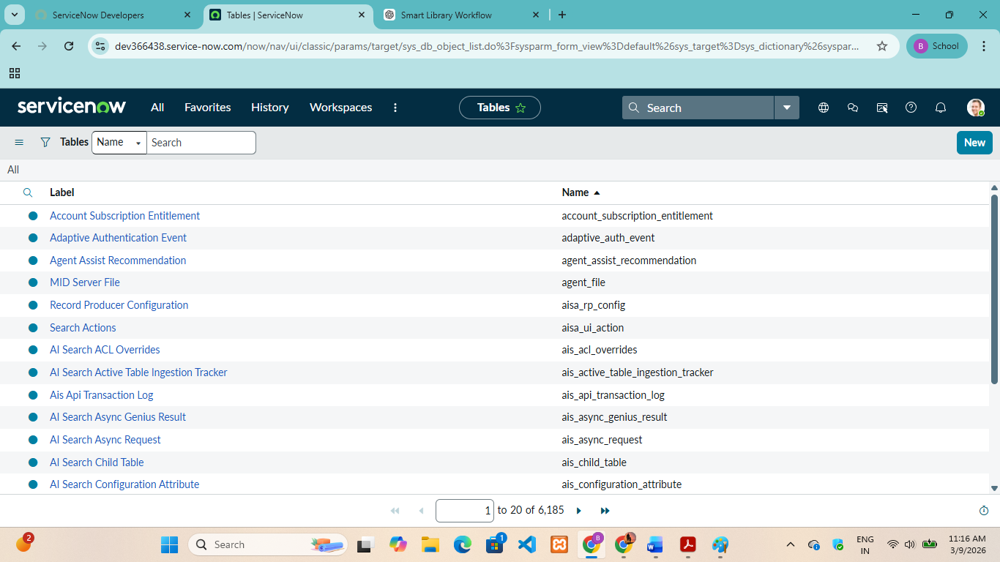 ServiceNow Developers
Tables | ServiceNow
Smart Library Workflow
dev366438.service-now.com/now/nav/ui/classic/params/target/sys_db_object_list.do%3Fsysparm_form_view%3Ddefault%26sys_target%3Dsys_dictionary%26syspar...
B School
servicenow All Favorites History Workspaces Tables Search
Tables Name Search New
All
Label Name
Account Subscription Entitlement account_subscription_entitlement
Adaptive Authentication Event adaptive_auth_event
Agent Assist Recommendation agent_assist_recommendation
MID Server File agent_file
Record Producer Configuration aisa_rp_config
Search Actions aisa_ui_action
AI Search ACL Overrides ais_acl_overrides
AI Search Active Table Ingestion Tracker ais_active_table_ingestion_tracker
Ais Api Transaction Log ais_api_transaction_log
AI Search Async Genius Result ais_async_genius_result
AI Search Async Request ais_async_request
AI Search Child Table ais_child_table
AI Search Configuration Attribute ais_configuration_attribute
1 to 20 of 6,185
2
Search
1
B
ENG
IN
11:16 AM
3/9/2026